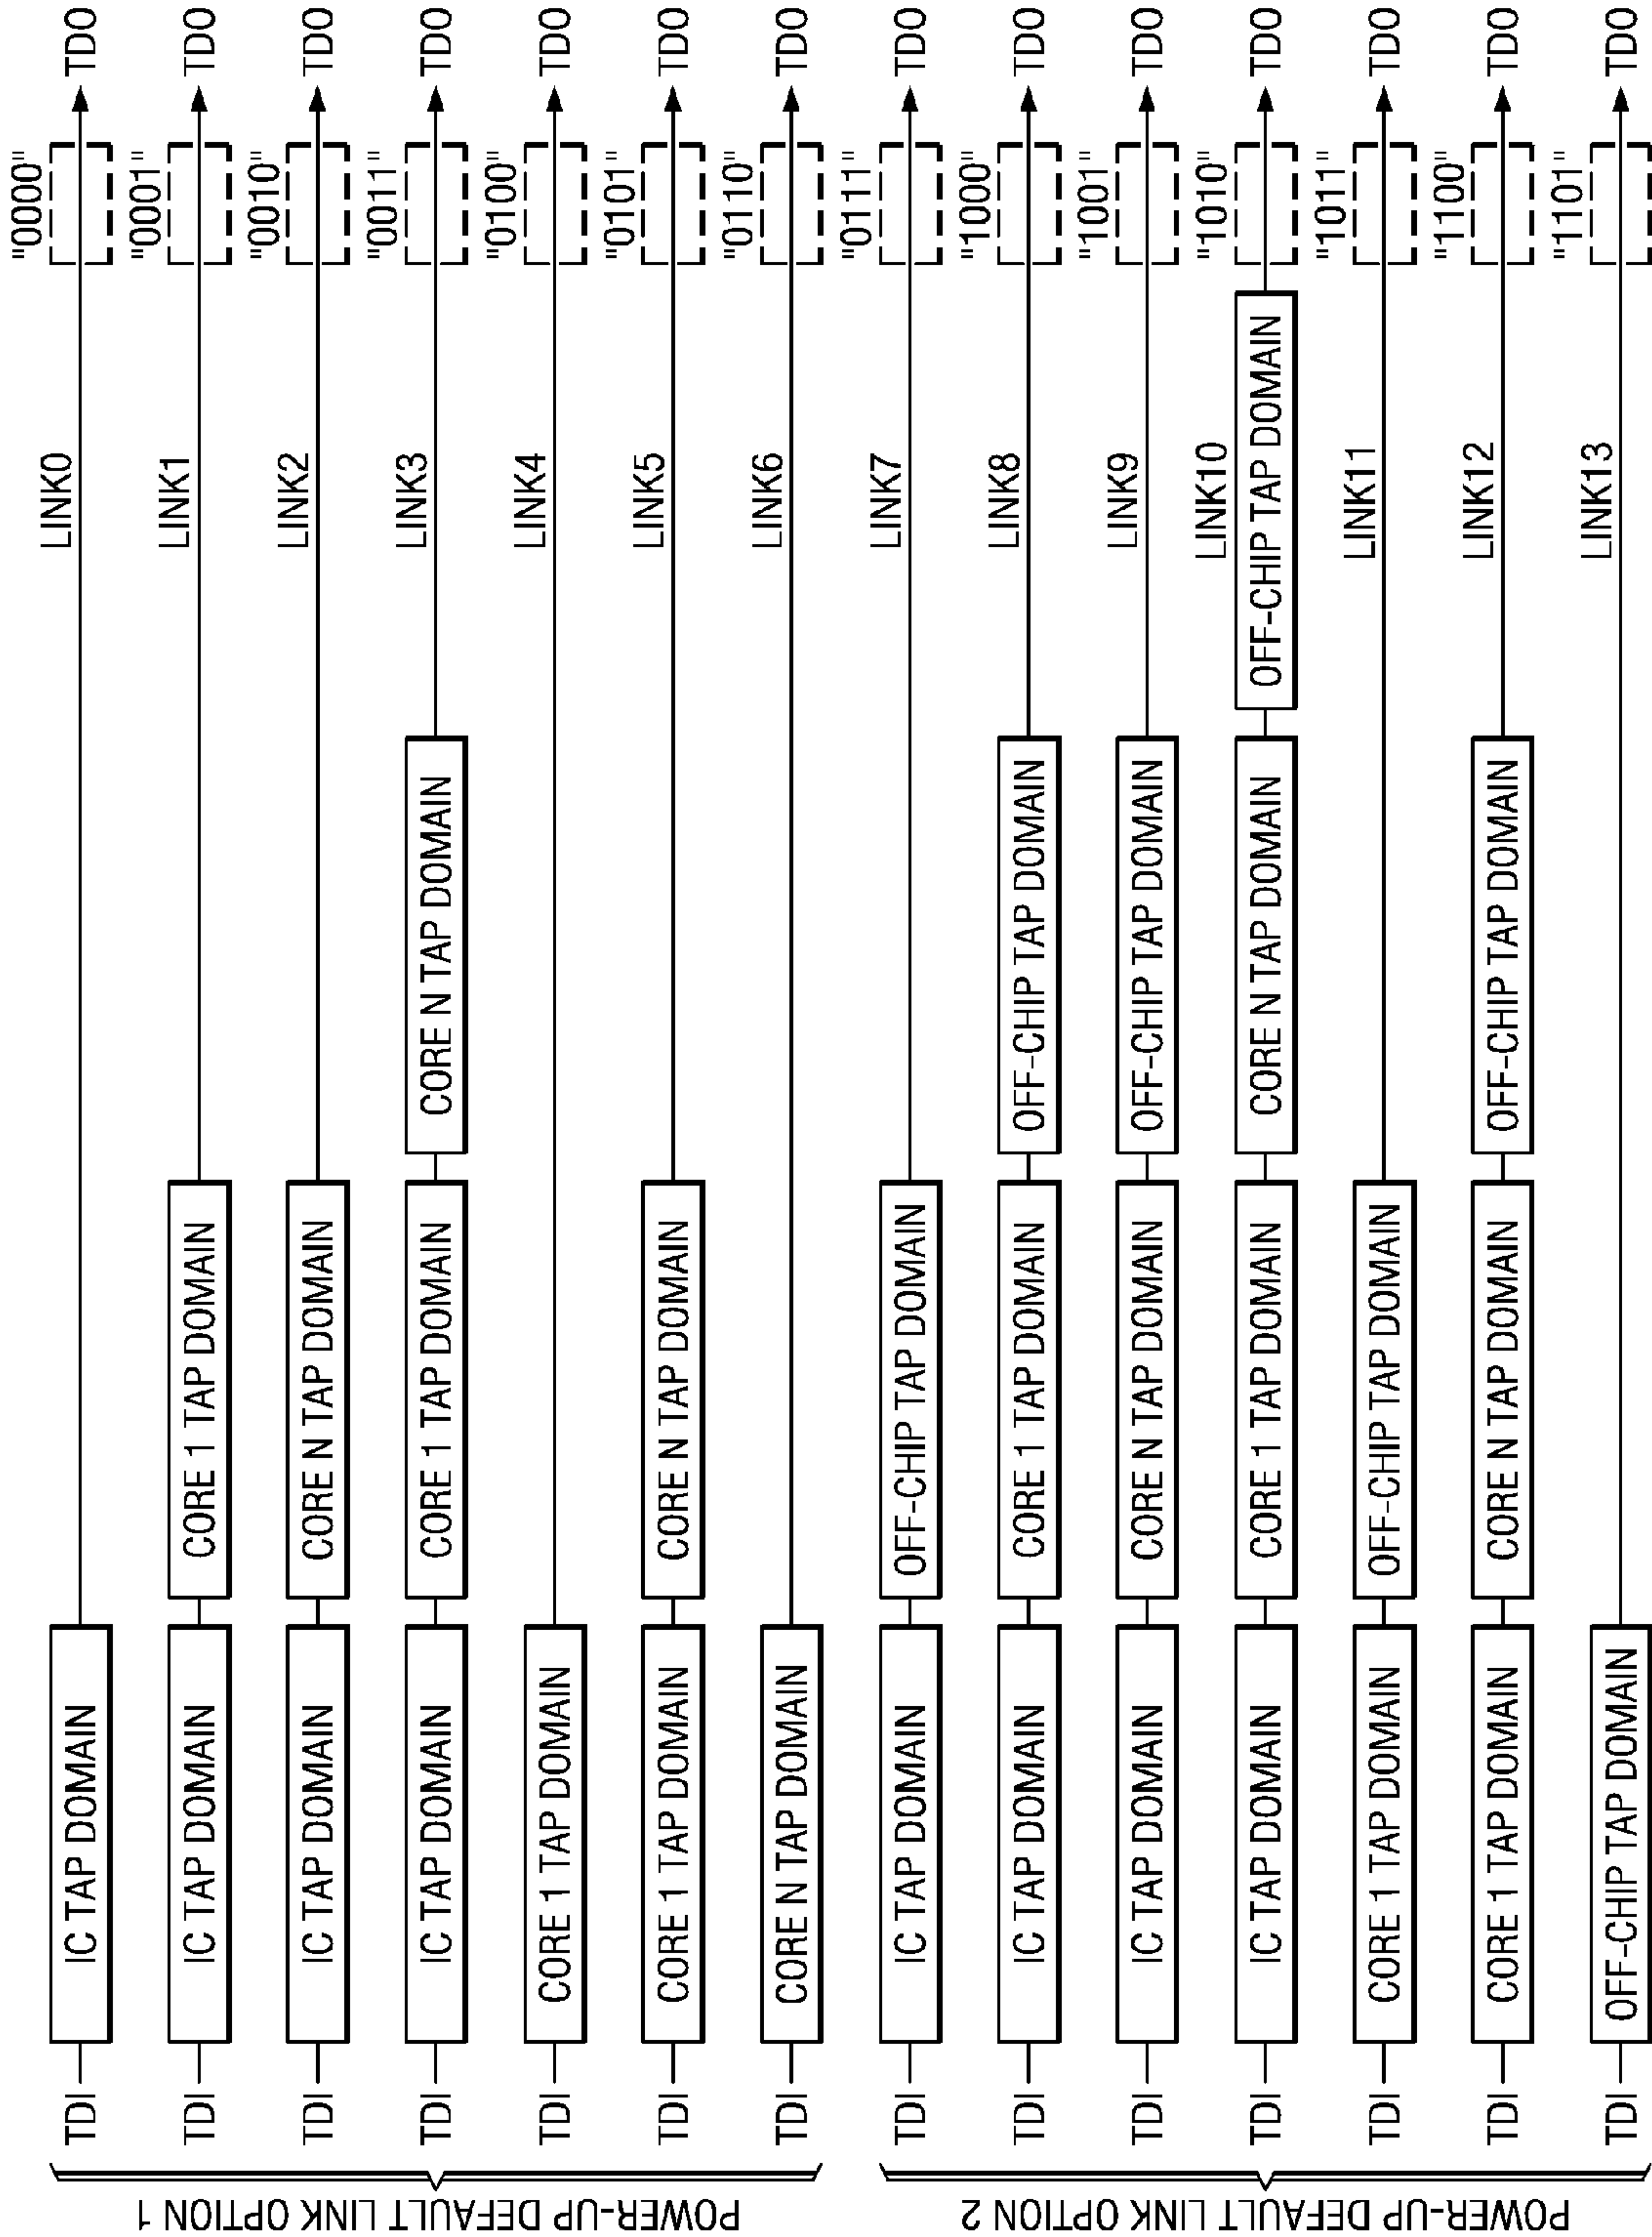 POWER-UP DEFAULT LINK OPTION 1
TDI IC TAP DOMAIN LINK0 "0000" TDO
TDI IC TAP DOMAIN CORE 1 TAP DOMAIN LINK1 "0001" TDO
TDI IC TAP DOMAIN CORE N TAP DOMAIN LINK2 "0010" TDO
TDI IC TAP DOMAIN CORE 1 TAP DOMAIN CORE N TAP DOMAIN LINK3 "0011" TDO
TDI CORE 1 TAP DOMAIN LINK4 "0100" TDO
TDI CORE 1 TAP DOMAIN CORE N TAP DOMAIN LINK5 "0101" TDO
TDI CORE N TAP DOMAIN LINK6 "0110" TDO
POWER-UP DEFAULT LINK OPTION 2
TDI IC TAP DOMAIN OFF-CHIP TAP DOMAIN LINK7 "0111" TDO
TDI IC TAP DOMAIN CORE 1 TAP DOMAIN OFF-CHIP TAP DOMAIN LINK8 "1000" TDO
TDI IC TAP DOMAIN CORE N TAP DOMAIN OFF-CHIP TAP DOMAIN LINK9 "1001" TDO
TDI IC TAP DOMAIN CORE 1 TAP DOMAIN CORE N TAP DOMAIN OFF-CHIP TAP DOMAIN LINK10 "1010" TDO
TDI CORE 1 TAP DOMAIN OFF-CHIP TAP DOMAIN LINK11 "1011" TDO
TDI CORE 1 TAP DOMAIN CORE N TAP DOMAIN OFF-CHIP TAP DOMAIN LINK12 "1100" TDO
TDI OFF-CHIP TAP DOMAIN LINK13 "1101" TDO